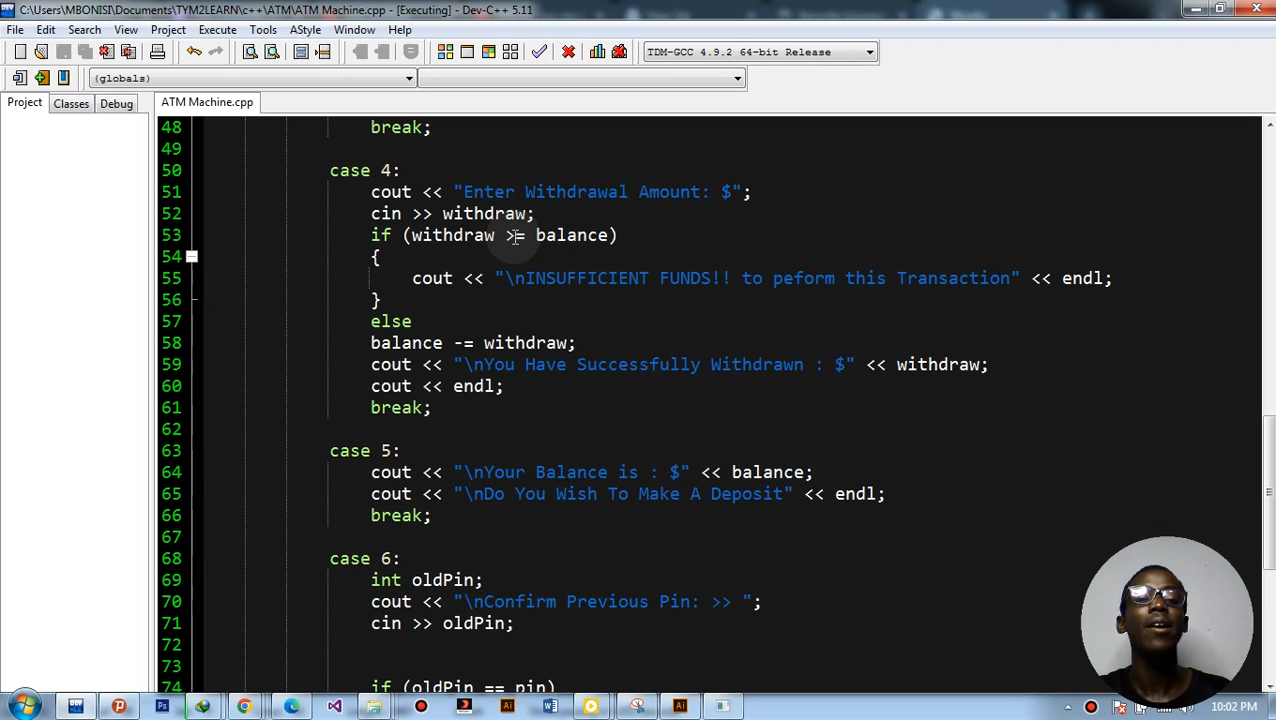 C:\Users\MBONISI\Documents\TYM2LEARN\c++\ATM\ATM Machine.cpp - [Executing] - Dev-C++ 5.11
File Edit Search View Project Execute Tools AStyle Window Help
TDM-GCC 4.9.2 64-bit Release
(globals)
Project Classes Debug ATM Machine.cpp
48 break;
49
50 case 4:
51 cout << "Enter Withdrawal Amount: $";
52 cin >> withdraw;
53 if (withdraw >= balance)
54 {
55 cout << "\nINSUFFICIENT FUNDS!! to peform this Transaction" << endl;
56 }
57 else
58 balance -= withdraw;
59 cout << "\nYou Have Successfully Withdrawn : $" << withdraw;
60 cout << endl;
61 break;
62
63 case 5:
64 cout << "\nYour Balance is : $" << balance;
65 cout << "\nDo You Wish To Make A Deposit" << endl;
66 break;
67
68 case 6:
69 int oldPin;
70 cout << "\nConfirm Previous Pin: >> ";
71 cin >> oldPin;
72
73
74 if (oldPin == pin)
10:02 PM